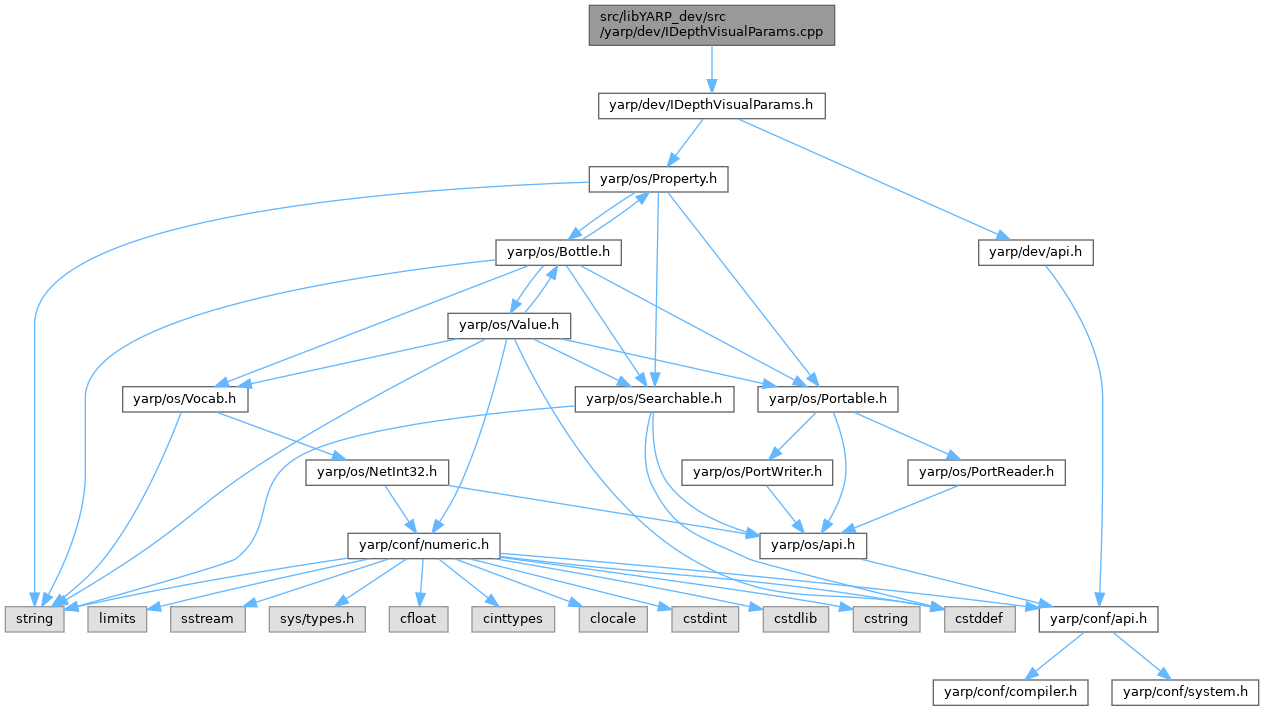 src/libYARP_dev/src
/yarp/dev/IDepthVisualParams.cpp
yarp/dev/IDepthVisualParams.h
yarp/os/Property.h
yarp/os/Bottle.h
yarp/dev/api.h
yarp/os/Value.h
yarp/os/Vocab.h
yarp/os/Searchable.h
yarp/os/Portable.h
yarp/os/NetInt32.h
yarp/os/PortWriter.h
yarp/os/PortReader.h
yarp/conf/numeric.h
yarp/os/api.h
string
limits
sstream
sys/types.h
cfloat
cinttypes
clocale
cstdint
cstdlib
cstring
cstddef
yarp/conf/api.h
yarp/conf/compiler.h
yarp/conf/system.h